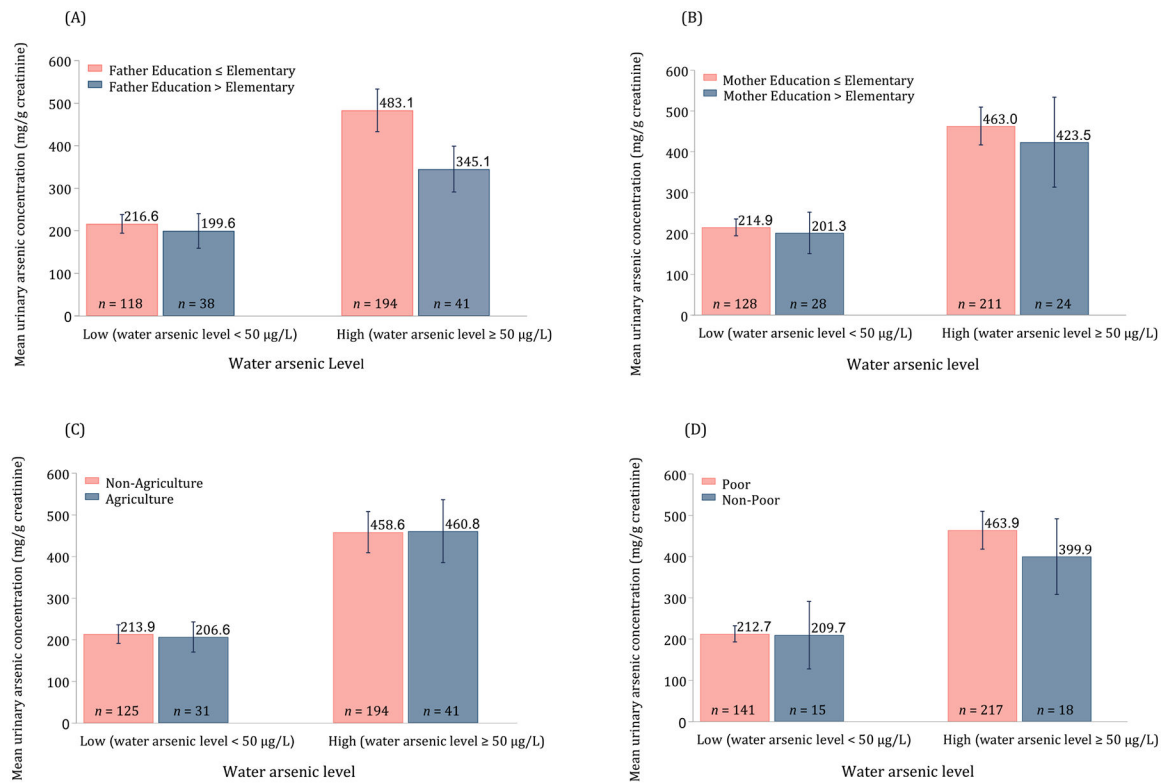 (A)
Mean urinary arsenic concentration (mg/g creatinine)
600
500
400
300
200
100
0
Father Education ≤ Elementary
Father Education > Elementary
216.6
199.6
483.1
345.1
n = 118
n = 38
n = 194
n = 41
Low (water arsenic level < 50 μg/L)
High (water arsenic level ≥ 50 μg/L)
Water arsenic Level
(B)
Mean urinary arsenic concentration (mg/g creatinine)
600
500
400
300
200
100
0
Mother Education ≤ Elementary
Mother Education > Elementary
214.9
201.3
463.0
423.5
n = 128
n = 28
n = 211
n = 24
Low (water arsenic level < 50 μg/L)
High (water arsenic level ≥ 50 μg/L)
Water arsenic level
(C)
Mean urinary arsenic concentration (mg/g creatinine)
600
500
400
300
200
100
0
Non-Agriculture
Agriculture
213.9
206.6
458.6
460.8
n = 125
n = 31
n = 194
n = 41
Low (water arsenic level < 50 μg/L)
High (water arsenic level ≥ 50 μg/L)
Water arsenic level
(D)
Mean urinary arsenic concentration (mg/g creatinine)
600
500
400
300
200
100
0
Poor
Non-Poor
212.7
209.7
463.9
399.9
n = 141
n = 15
n = 217
n = 18
Low (water arsenic level < 50 μg/L)
High (water arsenic level ≥ 50 μg/L)
Water arsenic level